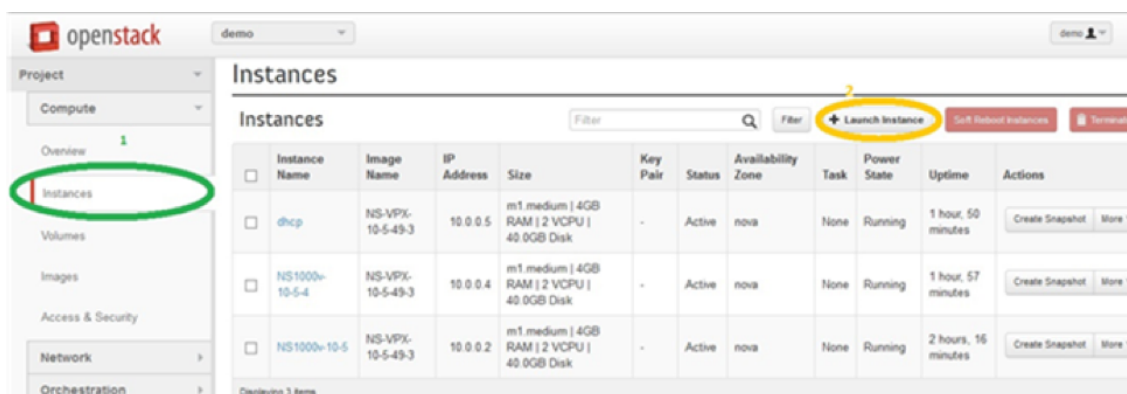 openstack
demo
demo
Project
Instances
2
Compute
Instances
Filter
Filter
+ Launch Instance
Soft Reboot Instances
Terminat
1
Overview
Instance Name
Image Name
IP Address
Size
Key Pair
Status
Availability Zone
Task
Power State
Uptime
Actions
Instances
dhcp
NS-VPX-10-5-49-3
10.0.0.5
m1.medium | 4GB
RAM | 2 VCPU |
40.0GB Disk
-
Active
nova
None
Running
1 hour, 50
minutes
Create Snapshot
More
Volumes
Images
NS1000v-
10-5-4
NS-VPX-
10-5-49-3
10.0.0.4
m1.medium | 4GB
RAM | 2 VCPU |
40.0GB Disk
-
Active
nova
None
Running
1 hour, 57
minutes
Create Snapshot
More
Access & Security
Network
NS1000v-10-5
NS-VPX-
10-5-49-3
10.0.0.2
m1.medium | 4GB
RAM | 2 VCPU |
40.0GB Disk
-
Active
nova
None
Running
2 hours, 16
minutes
Create Snapshot
More
Orchestration
Displaying 3 items